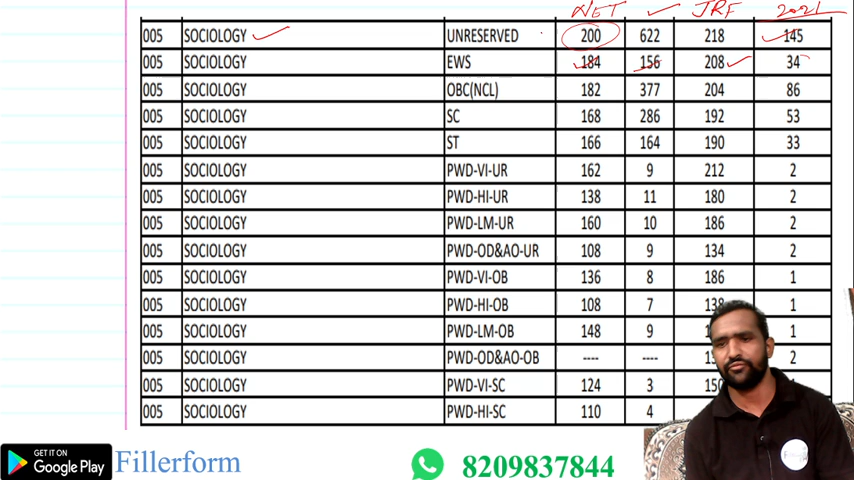 NET JRF 2021
005 SOCIOLOGY UNRESERVED 200 622 218 145
005 SOCIOLOGY EWS 184 156 208 34
005 SOCIOLOGY OBC(NCL) 182 377 204 86
005 SOCIOLOGY SC 168 286 192 53
005 SOCIOLOGY ST 166 164 190 33
005 SOCIOLOGY PWD-VI-UR 162 9 212 2
005 SOCIOLOGY PWD-HI-UR 138 11 180 2
005 SOCIOLOGY PWD-LM-UR 160 10 186 2
005 SOCIOLOGY PWD-OD&AO-UR 108 9 134 2
005 SOCIOLOGY PWD-VI-OB 136 8 186 1
005 SOCIOLOGY PWD-HI-OB 108 7 138 1
005 SOCIOLOGY PWD-LM-OB 148 9 1
005 SOCIOLOGY PWD-OD&AO-OB ---- ---- 2
005 SOCIOLOGY PWD-VI-SC 124 3 150
005 SOCIOLOGY PWD-HI-SC 110 4
GET IT ON
Google Play
Fillerform
8209837844